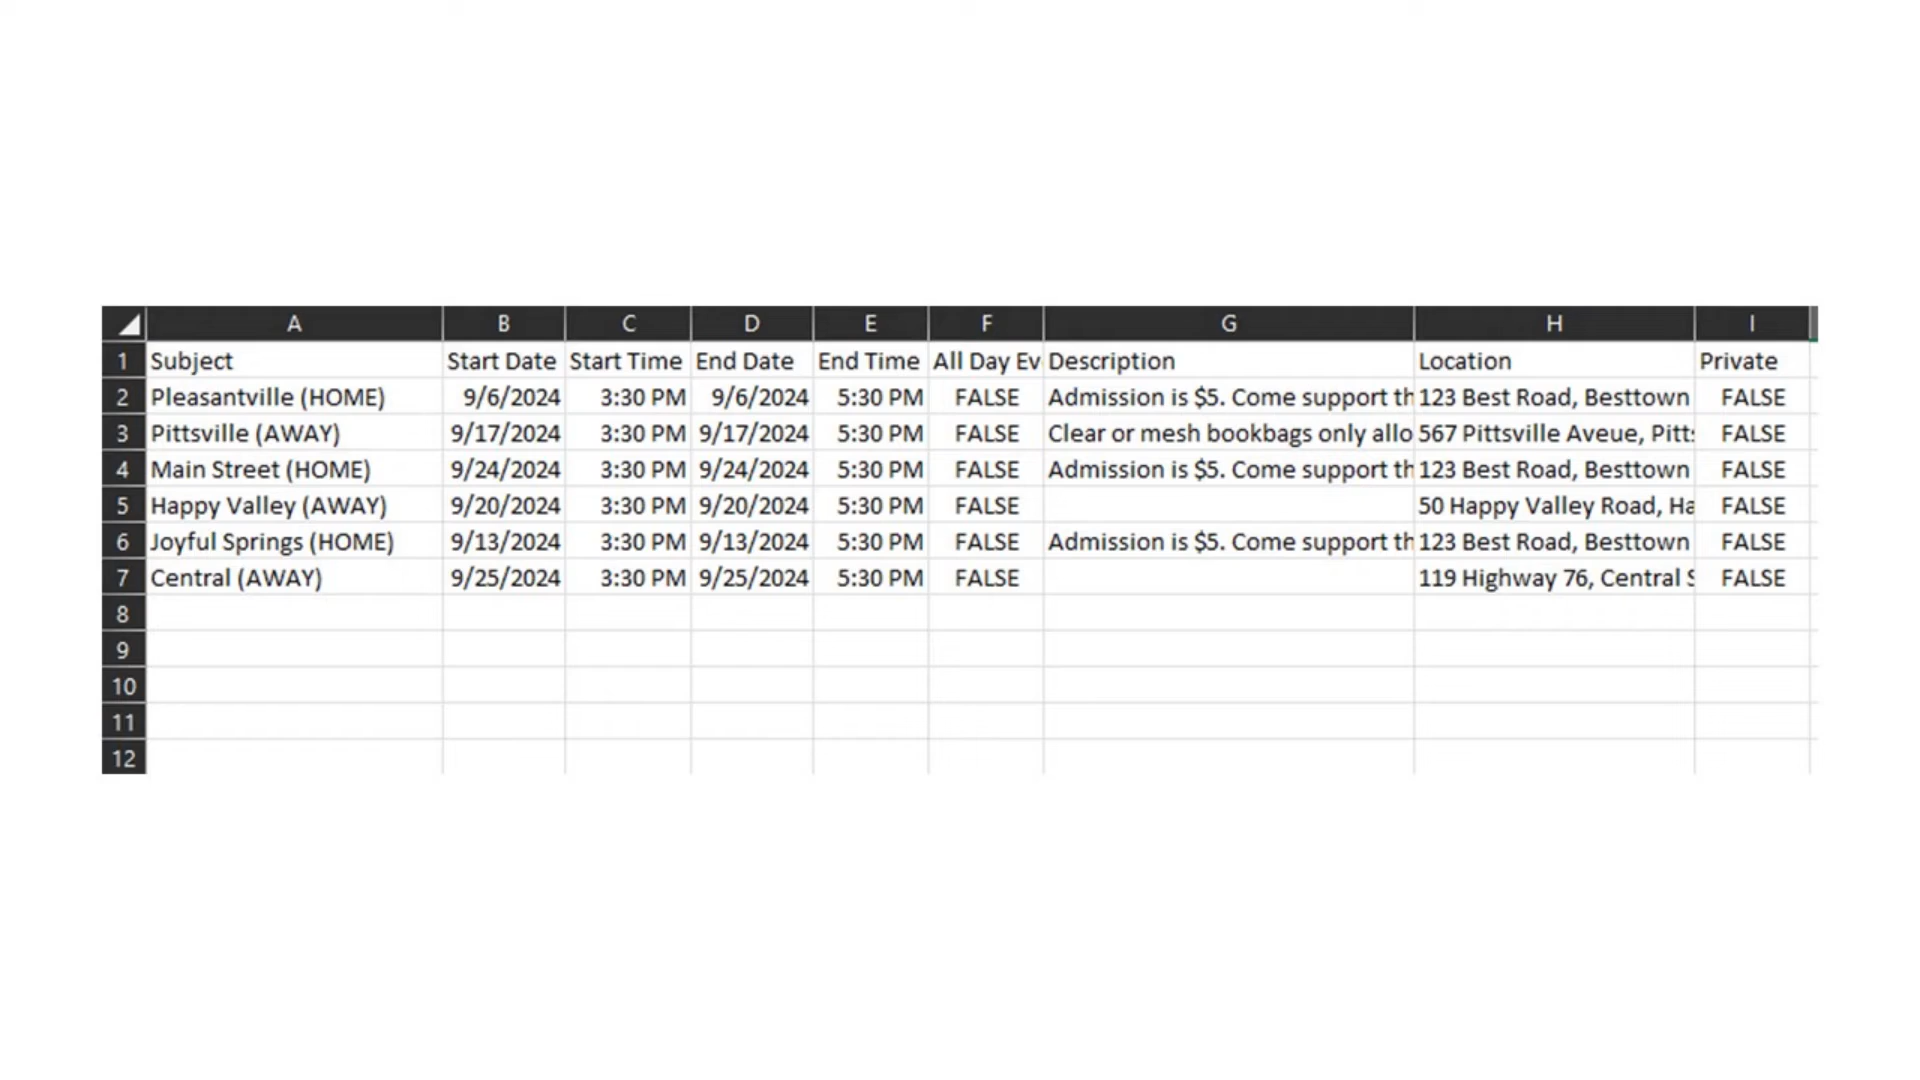 A B C D E F G H I
1 Subject Start Date Start Time End Date End Time All Day Ev Description Location Private
2 Pleasantville (HOME) 9/6/2024 3:30 PM 9/6/2024 5:30 PM FALSE Admission is $5. Come support th 123 Best Road, Besttown FALSE
3 Pittsville (AWAY) 9/17/2024 3:30 PM 9/17/2024 5:30 PM FALSE Clear or mesh bookbags only allo 567 Pittsville Aveue, Pitts FALSE
4 Main Street (HOME) 9/24/2024 3:30 PM 9/24/2024 5:30 PM FALSE Admission is $5. Come support th 123 Best Road, Besttown FALSE
5 Happy Valley (AWAY) 9/20/2024 3:30 PM 9/20/2024 5:30 PM FALSE 50 Happy Valley Road, Ha FALSE
6 Joyful Springs (HOME) 9/13/2024 3:30 PM 9/13/2024 5:30 PM FALSE Admission is $5. Come support th 123 Best Road, Besttown FALSE
7 Central (AWAY) 9/25/2024 3:30 PM 9/25/2024 5:30 PM FALSE 119 Highway 76, Central S FALSE
8
9
10
11
12